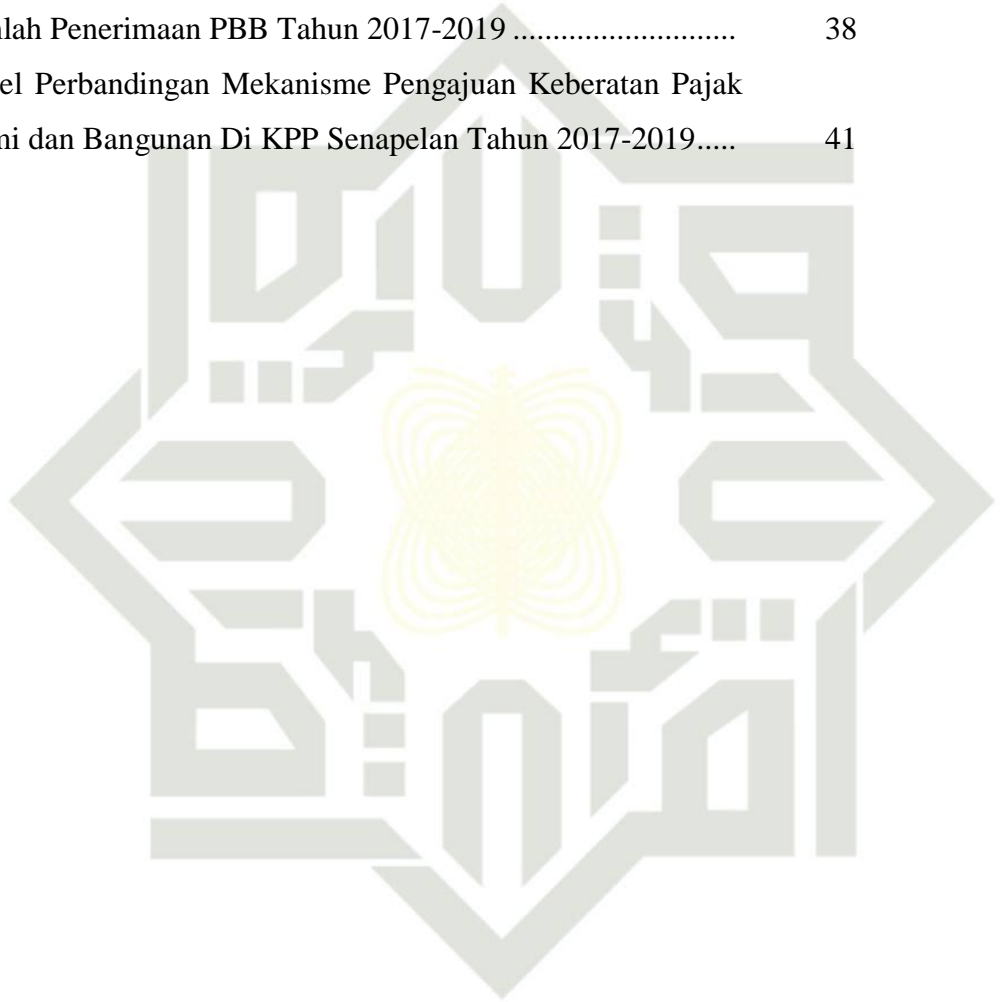 nlah Penerimaan PBB Tahun 2017-2019 ............................ 38
el Perbandingan Mekanisme Pengajuan Keberatan Pajak
ni dan Bangunan Di KPP Senapelan Tahun 2017-2019..... 41